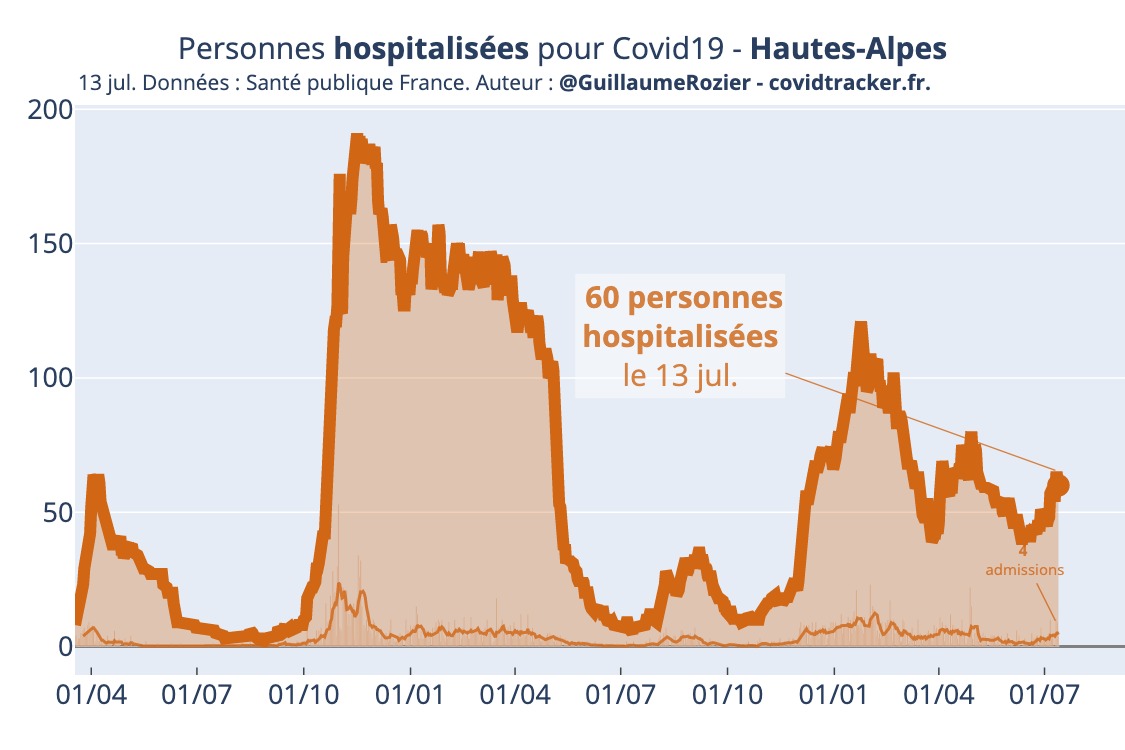 Personnes hospitalisées pour Covid19 - Hautes-Alpes
13 jul. Données : Santé publique France. Auteur : @GuillaumeRozier - covidtracker.fr.
200
150
100
50
0
60 personnes
hospitalisées
le 13 jul.
4
admissions
01/04 01/07 01/10 01/01 01/04 01/07 01/10 01/01 01/04 01/07